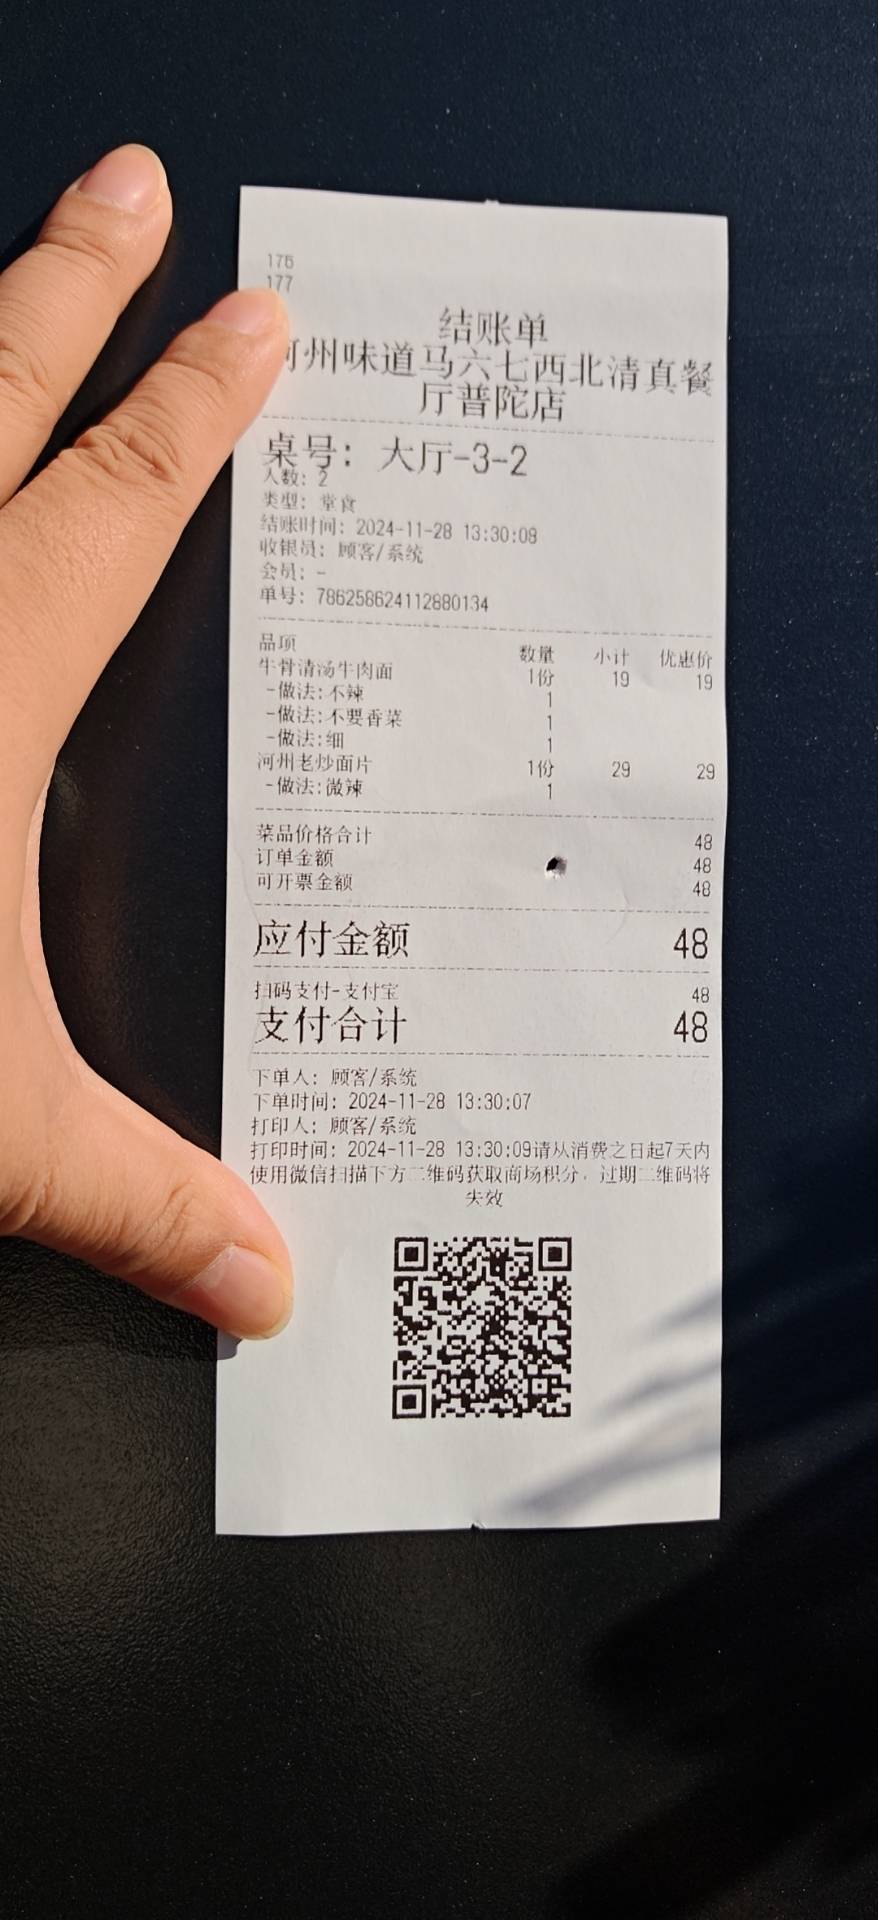 176
177
结账单
河州味道马六七西北清真餐
厅普陀店
桌号：大厅-3-2
人数：2
类型：堂食
结账时间：2024-11-28 13:30:08
收银员：顾客/系统
会员：-
单号：786258624112880134
品项 数量 小计 优惠价
牛骨清汤牛肉面 1份 19 19
-做法:不辣 1
-做法:不要香菜 1
-做法:细 1
河州老炒面片 1份 29 29
-做法:微辣 1
菜品价格合计 48
订单金额 48
可开票金额 48
应付金额 48
扫码支付-支付宝 48
支付合计 48
下单人：顾客/系统
下单时间：2024-11-28 13:30:07
打印人：顾客/系统
打印时间：2024-11-28 13:30:09请从消费之日起7天内
使用微信扫描下方二维码获取商场积分，过期二维码将
失效